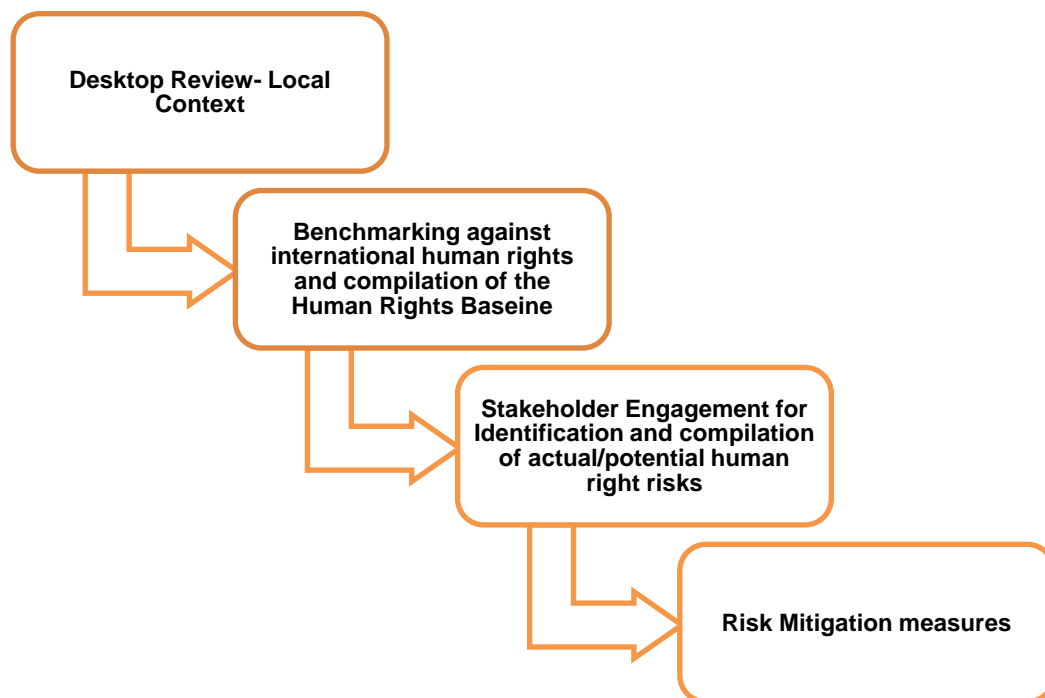 Desktop Review- Local
Context
Benchmarking against
international human rights
and compilation of the
Human Rights Baseine
Stakeholder Engagement for
Identification and compilation
of actual/potential human
right risks
Risk Mitigation measures